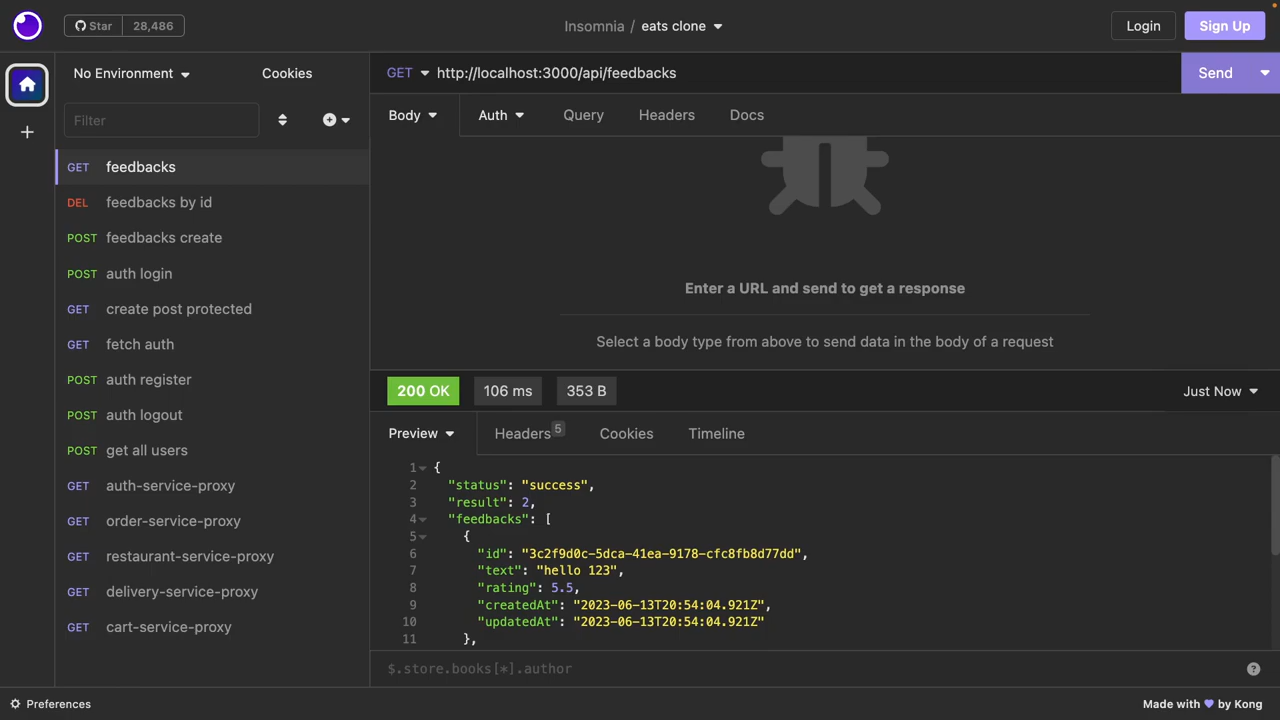 Star 28,486
Insomnia / eats clone
Login
Sign Up
No Environment
Cookies
GET http://localhost:3000/api/feedbacks
Send
Filter
Body
Auth
Query
Headers
Docs
GET feedbacks
DEL feedbacks by id
POST feedbacks create
POST auth login
GET create post protected
GET fetch auth
POST auth register
POST auth logout
POST get all users
GET auth-service-proxy
GET order-service-proxy
GET restaurant-service-proxy
GET delivery-service-proxy
GET cart-service-proxy
Enter a URL and send to get a response
Select a body type from above to send data in the body of a request
200 OK
106 ms
353 B
Just Now
Preview
Headers 5
Cookies
Timeline
1 {
2 "status": "success",
3 "result": 2,
4 "feedbacks": [
5 {
6 "id": "3c2f9d0c-5dca-41ea-9178-cfc8fb8d77dd",
7 "text": "hello 123",
8 "rating": 5.5,
9 "createdAt": "2023-06-13T20:54:04.921Z",
10 "updatedAt": "2023-06-13T20:54:04.921Z"
11 },
$.store.books[*].author
?
Preferences
Made with 💜 by Kong